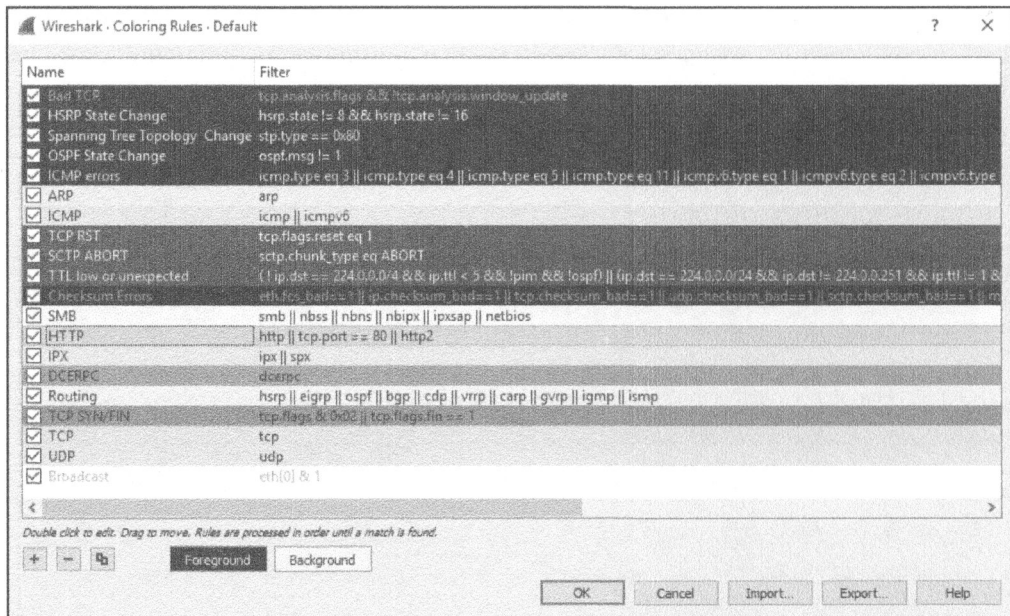 Wireshark · Coloring Rules · Default ? ×
Name Filter
Bad TCP tcp.analysis.flags && !tcp.analysis.window_update
HSRP State Change hsrp.state != 8 && hsrp.state != 16
Spanning Tree Topology Change stp.type == 0x80
OSPF State Change ospf.msg != 1
ICMP errors icmp.type eq 3 || icmp.type eq 4 || icmp.type eq 5 || icmp.type eq 11 || icmpv6.type eq 1 || icmpv6.type eq 2 || icmpv6.type
ARP arp
ICMP icmp || icmpv6
TCP RST tcp.flags.reset eq 1
SCTP ABORT sctp.chunk_type eq ABORT
TTL low or unexpected ( ! ip.dst == 224.0.0.0/4 && ip.ttl < 5 && !pim && !ospf) || (ip.dst == 224.0.0.0/24 && ip.dst != 224.0.0.251 && ip.ttl != 1 &
Checksum Errors eth.fcs_bad==1 || ip.checksum_bad==1 || tcp.checksum_bad==1 || udp.checksum_bad==1 || sctp.checksum_bad==1 || m
SMB smb || nbss || nbns || nbipx || ipxsap || netbios
HTTP http || tcp.port == 80 || http2
IPX ipx || spx
DCERPC dcerpc
Routing hsrp || eigrp || ospf || bgp || cdp || vrrp || carp || gvrp || igmp || ismp
TCP SYN/FIN tcp.flags & 0x02 || tcp.flags.fin == 1
TCP tcp
UDP udp
Broadcast eth[0] & 1
Double click to edit. Drag to move. Rules are processed in order until a match is found.
+ − Foreground Background
OK Cancel Import... Export... Help